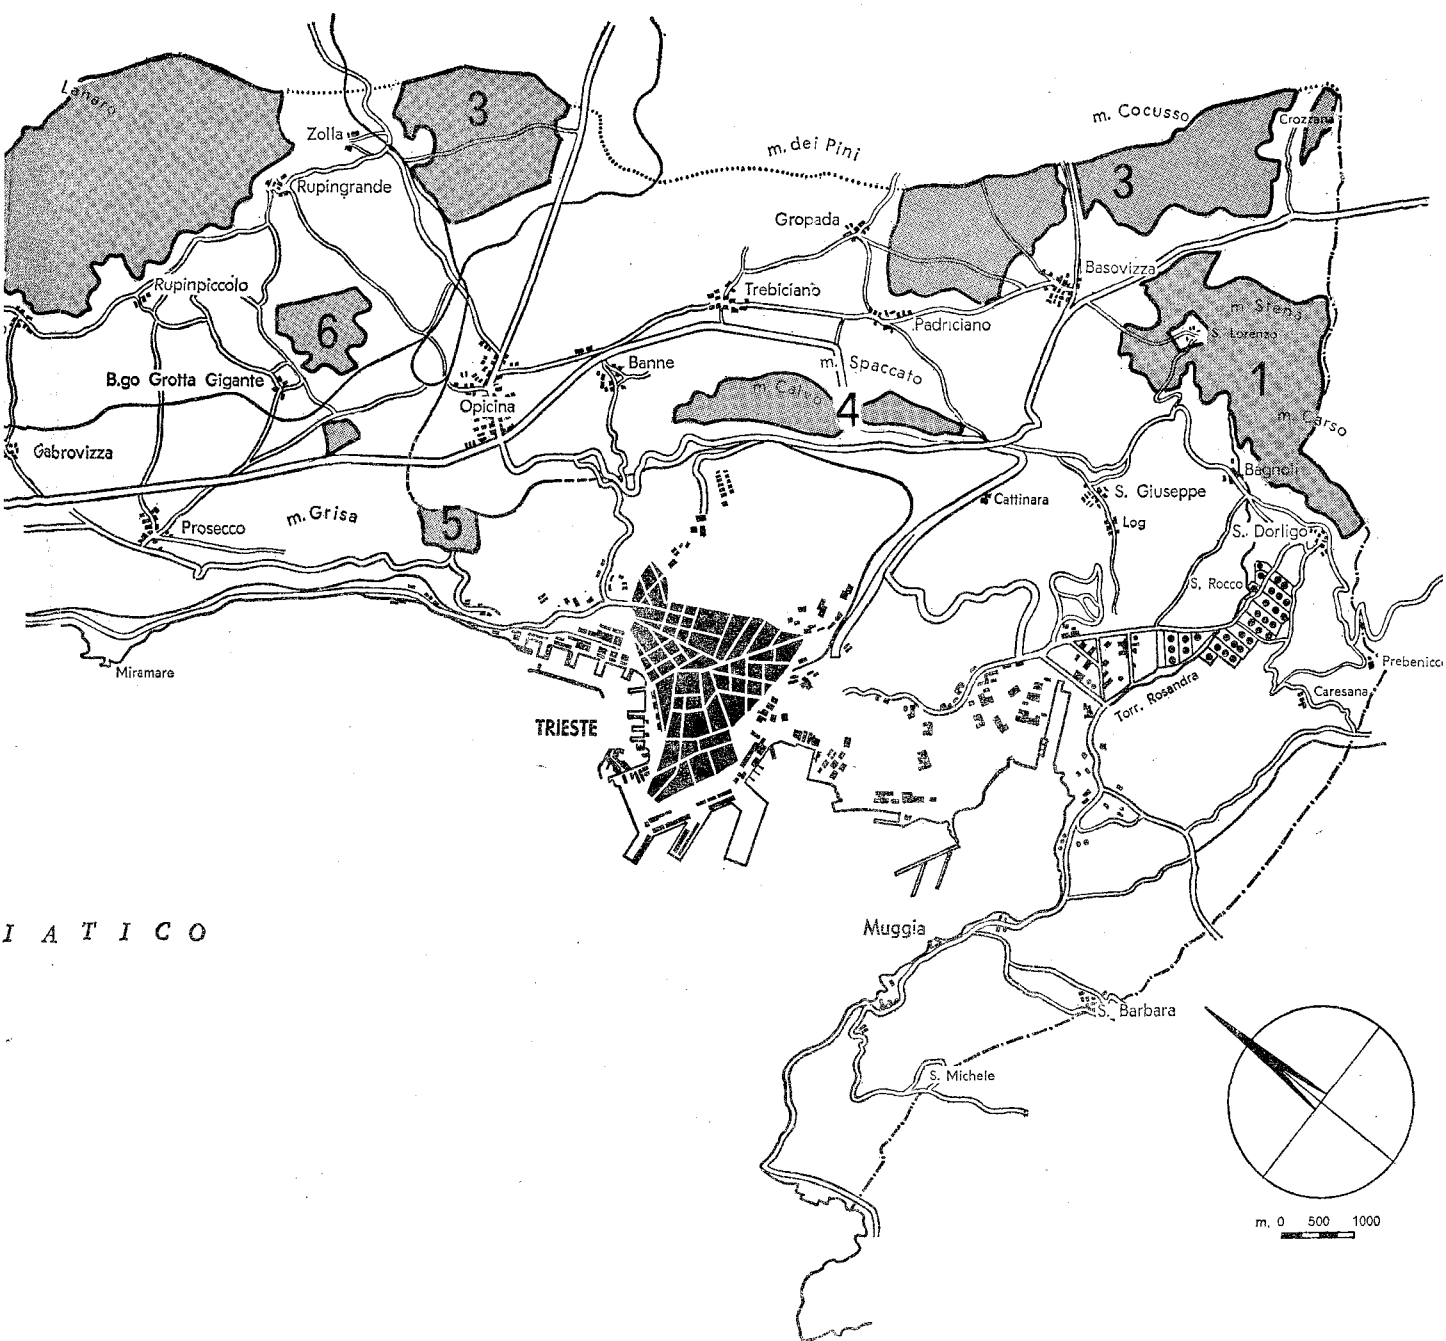 Lanaro
3
m. Cocusso
Crozzana
Zolla
m. dei Pini
3
Rupingrande
Gropada
Basovizza
Rupinpiccolo
Trebiciano
m. Stena
6
Padriciano
S. Lorenzo
Banne
m. Spaccato
B.go Grotta Gigante
m. Calvo
1
4
Opicina
m. Carso
Gabrovizza
Bagnoli
S. Giuseppe
Cattinara
m. Grisa
5
Prosecco
Log
S. Dorligo
S. Rocco
Miramare
Prebenicco
Caresana
Torr. Rosandra
TRIESTE
IATICO
Muggia
S. Barbara
S. Michele
m. 0 500 1000